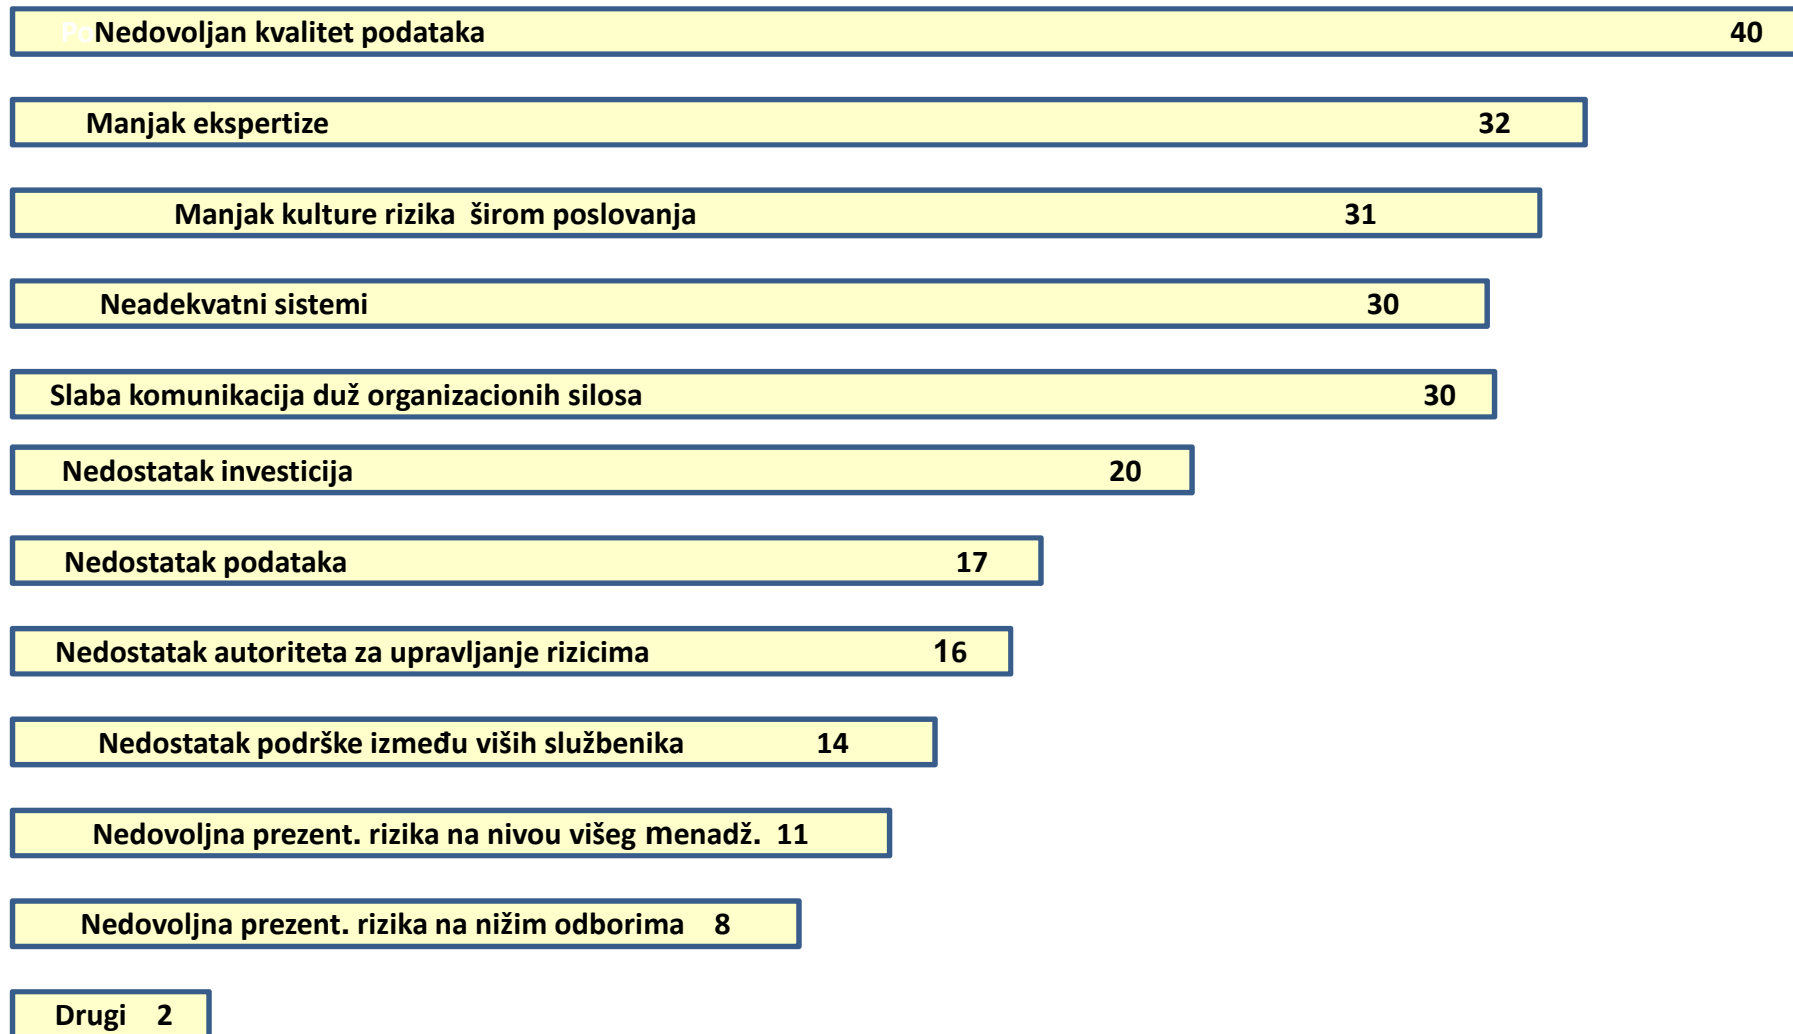 PoNedovoljan kvalitet podataka 40
Manjak ekspertize 32
Manjak kulture rizika širom poslovanja 31
Neadekvatni sistemi 30
Slaba komunikacija duž organizacionih silosa 30
Nedostatak investicija 20
Nedostatak podataka 17
Nedostatak autoriteta za upravljanje rizicima 16
Nedostatak podrške između viših službenika 14
Nedovoljna prezent. rizika na nivou višeg menadž. 11
Nedovoljna prezent. rizika na nižim odborima 8
Drugi 2